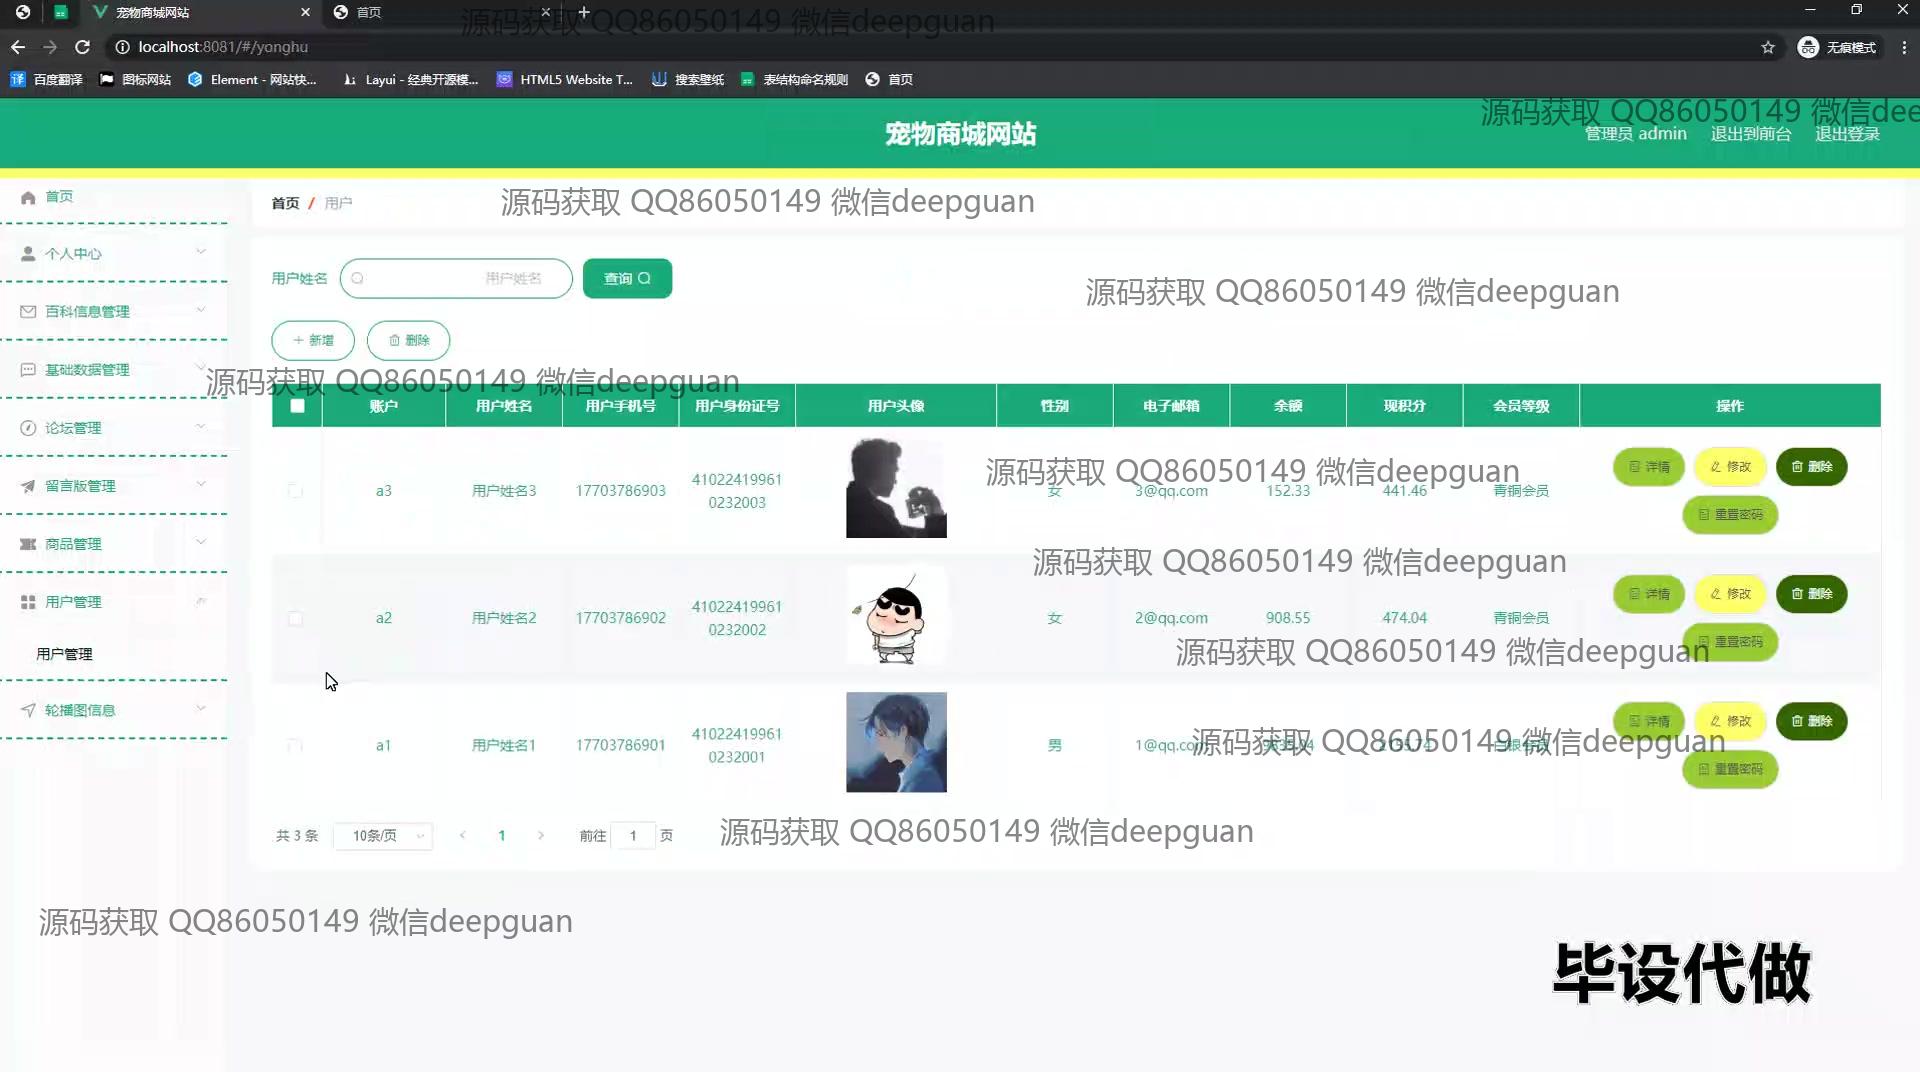 宠物商城网站
首页
源码获取 QQ86050149 微信deepguan
localhost:8081/#/yonghu
无痕模式
百度翻译
图标网站
Element - 网站快...
Layui - 经典开源模...
HTML5 Website T...
搜索壁纸
表结构命名规则
首页
宠物商城网站
源码获取 QQ86050149 微信dee
管理员 admin
退出到前台
退出登录
首页
个人中心
百科信息管理
基础数据管理
论坛管理
留言版管理
商品管理
用户管理
用户管理
轮播图信息
首页 / 用户
源码获取 QQ86050149 微信deepguan
用户姓名
用户姓名
查询
源码获取 QQ86050149 微信deepguan
新增
删除
源码获取 QQ86050149 微信deepguan
账户 用户姓名 用户手机号 用户身份证号 用户头像 性别 电子邮箱 余额 现积分 会员等级 操作
源码获取 QQ86050149 微信deepguan
a3 用户姓名3 17703786903 41022419961
0232003
女 3@qq.com 152.33 441.46 青铜会员
详情 修改 删除
重置密码
源码获取 QQ86050149 微信deepguan
a2 用户姓名2 17703786902 41022419961
0232002
女 2@qq.com 908.55 474.04 青铜会员
详情 修改 删除
重置密码
源码获取 QQ86050149 微信deepguan
a1 用户姓名1 17703786901 41022419961
0232001
男 1@qq.com
详情 修改 删除
重置密码
源码获取 QQ86050149 微信deepguan
共 3 条 10条/页 1 前往 1 页
源码获取 QQ86050149 微信deepguan
源码获取 QQ86050149 微信deepguan
毕设代做